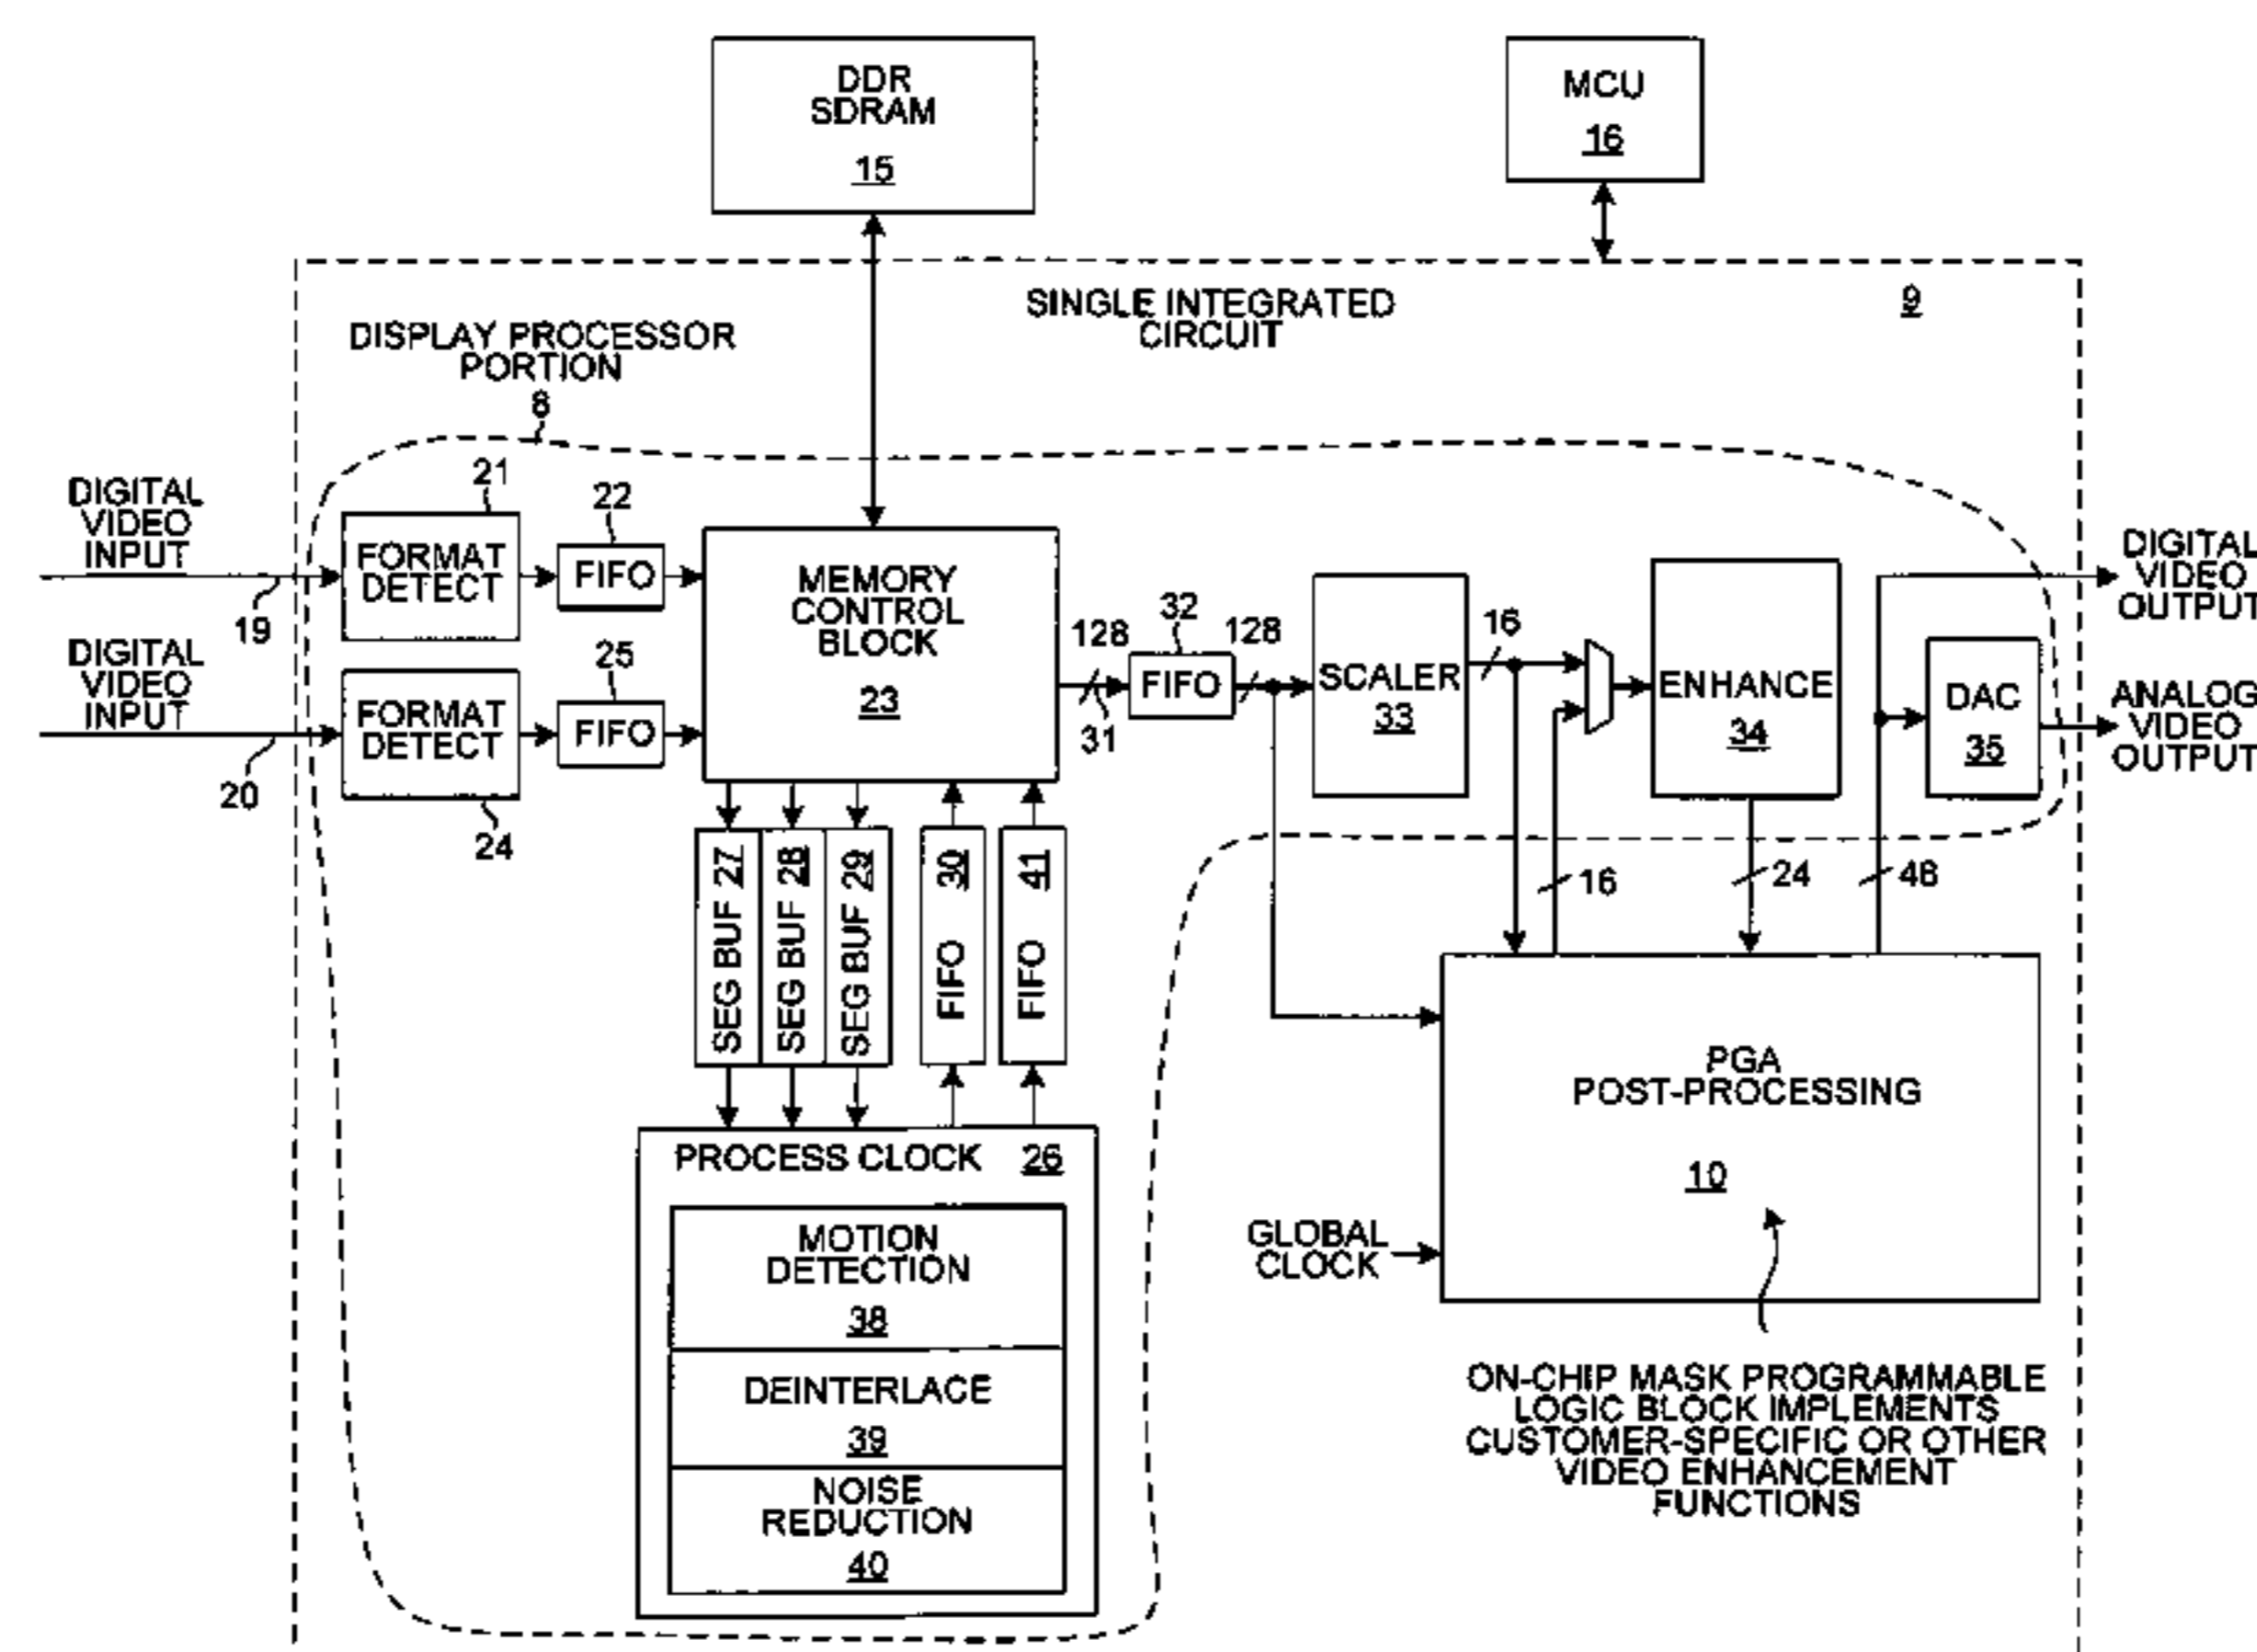 DDR
SDRAM
15
MCU
16
SINGLE INTEGRATED
CIRCUIT
9
DISPLAY PROCESSOR
PORTION
8
DIGITAL
VIDEO
INPUT
19
21
FORMAT
DETECT
22
FIFO
DIGITAL
VIDEO
INPUT
20
FORMAT
DETECT
24
25
FIFO
MEMORY
CONTROL
BLOCK
23
128
31
32
FIFO
128
SCALER
33
16
ENHANCE
34
DAC
35
DIGITAL
VIDEO
OUTPUT
ANALOG
VIDEO
OUTPUT
SEG BUF 27
SEG BUF 28
SEG BUF 29
FIFO 30
FIFO 41
16
24
48
PROCESS CLOCK 26
MOTION
DETECTION
38
DEINTERLACE
39
NOISE
REDUCTION
40
PGA
POST-PROCESSING
10
GLOBAL
CLOCK
ON-CHIP MASK PROGRAMMABLE
LOGIC BLOCK IMPLEMENTS
CUSTOMER-SPECIFIC OR OTHER
VIDEO ENHANCEMENT
FUNCTIONS